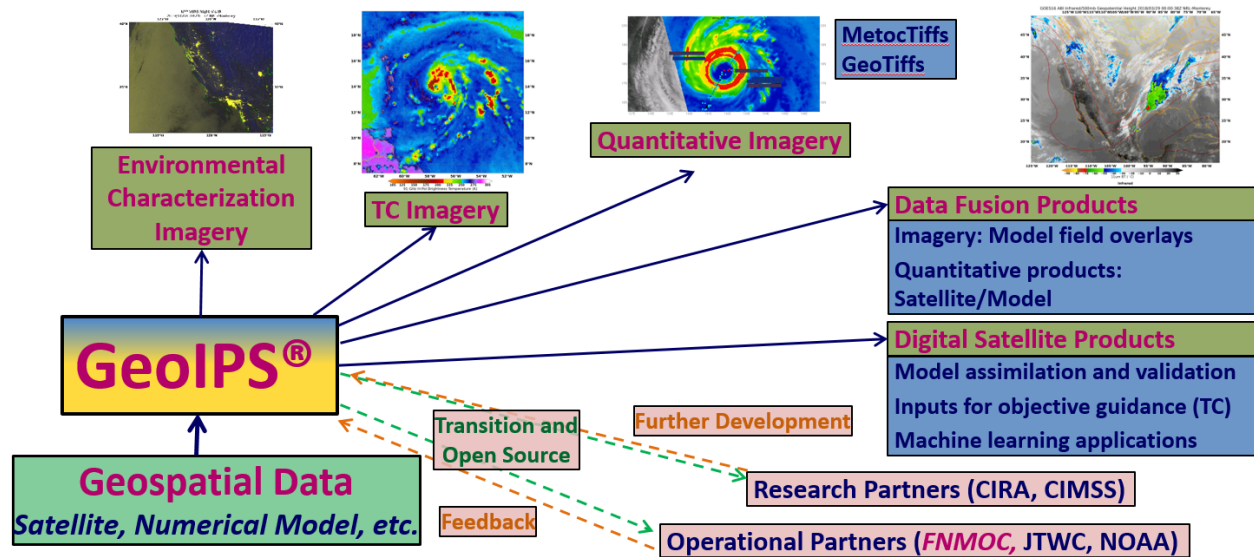 MetocTiffs
GeoTiffs
Environmental
Characterization
Imagery
TC Imagery
Quantitative Imagery
Data Fusion Products
Imagery: Model field overlays
Quantitative products:
Satellite/Model
GeoIPS®
Digital Satellite Products
Model assimilation and validation
Inputs for objective guidance (TC)
Machine learning applications
Transition and
Open Source
Further Development
Geospatial Data
Satellite, Numerical Model, etc.
Feedback
Research Partners (CIRA, CIMSS)
Operational Partners (FNMOC, JTWC, NOAA)